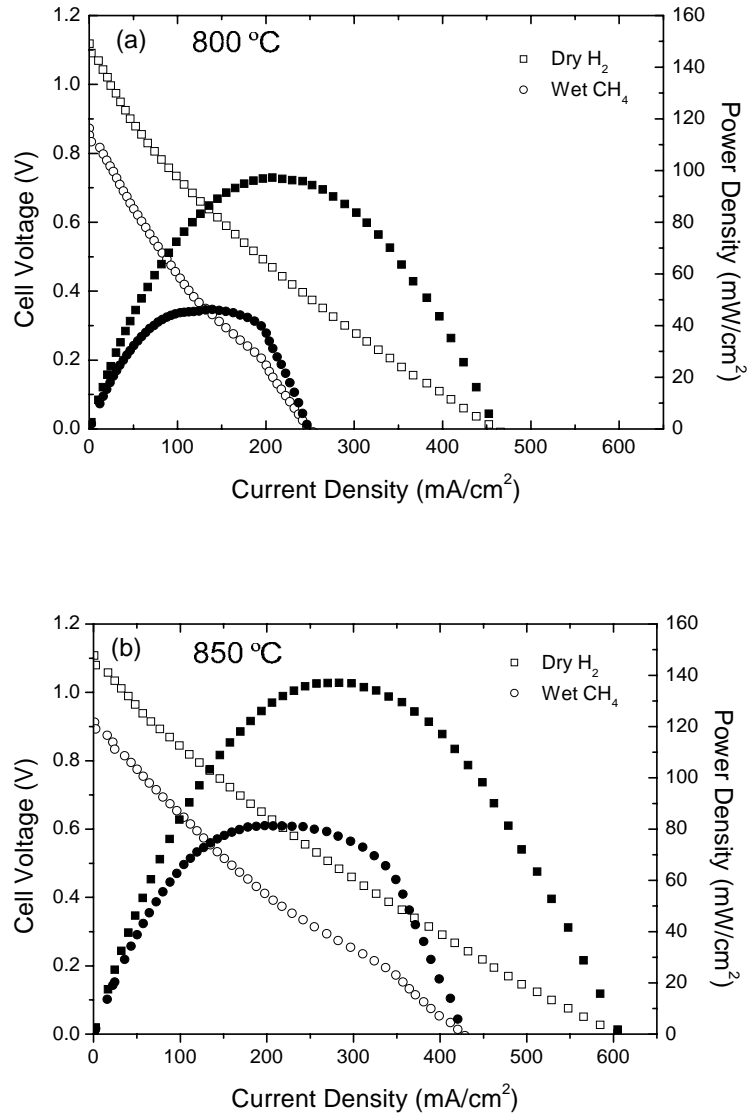 (a) 800 ºC
Dry H₂
Wet CH₄
1.2
1.0
0.8
0.6
0.4
0.2
0.0
Cell Voltage (V)
160
140
120
100
80
60
40
20
0
Power Density (mW/cm²)
0 100 200 300 400 500 600
Current Density (mA/cm²)
(b) 850 ºC
Dry H₂
Wet CH₄
1.2
1.0
0.8
0.6
0.4
0.2
0.0
Cell Voltage (V)
160
140
120
100
80
60
40
20
0
Power Density (mW/cm²)
0 100 200 300 400 500 600
Current Density (mA/cm²)